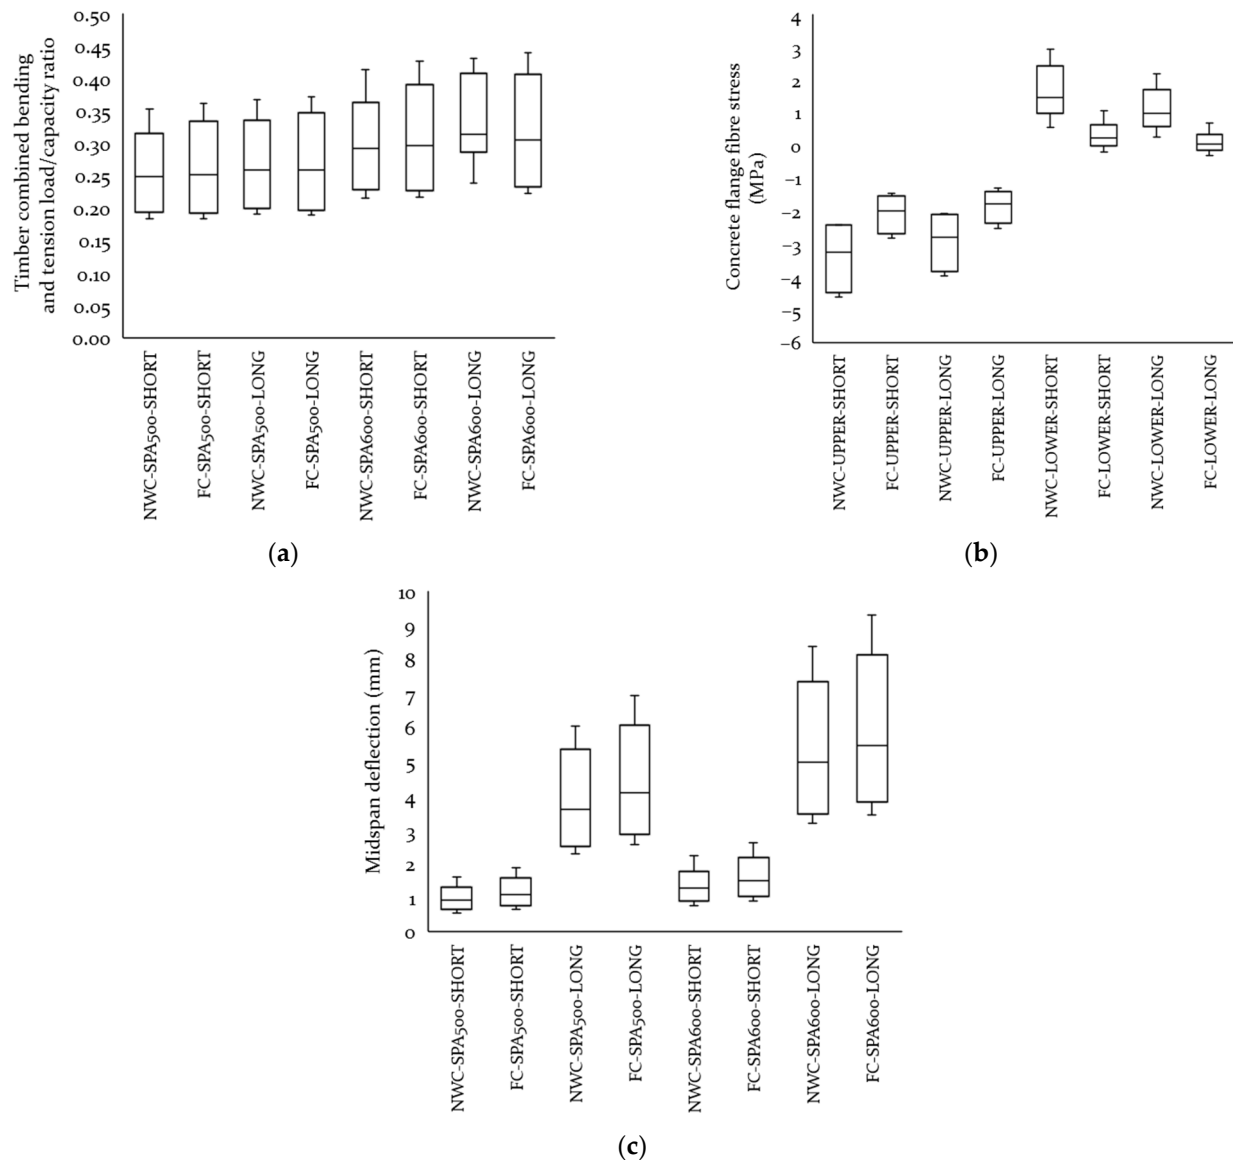 Timber combined bending
and tension load/capacity ratio
0.50
0.45
0.40
0.35
0.30
0.25
0.20
0.15
0.10
0.05
0.00
NWC-SPA500-SHORT
FC-SPA500-SHORT
NWC-SPA500-LONG
FC-SPA500-LONG
NWC-SPA600-SHORT
FC-SPA600-SHORT
NWC-SPA600-LONG
FC-SPA600-LONG
(a)
Concrete flange fibre stress
(MPa)
4
3
2
1
0
−1
−2
−3
−4
−5
−6
NWC-UPPER-SHORT
FC-UPPER-SHORT
NWC-UPPER-LONG
FC-UPPER-LONG
NWC-LOWER-SHORT
FC-LOWER-SHORT
NWC-LOWER-LONG
FC-LOWER-LONG
(b)
Midspan deflection (mm)
10
9
8
7
6
5
4
3
2
1
0
NWC-SPA500-SHORT
FC-SPA500-SHORT
NWC-SPA500-LONG
FC-SPA500-LONG
NWC-SPA600-SHORT
FC-SPA600-SHORT
NWC-SPA600-LONG
FC-SPA600-LONG
(c)